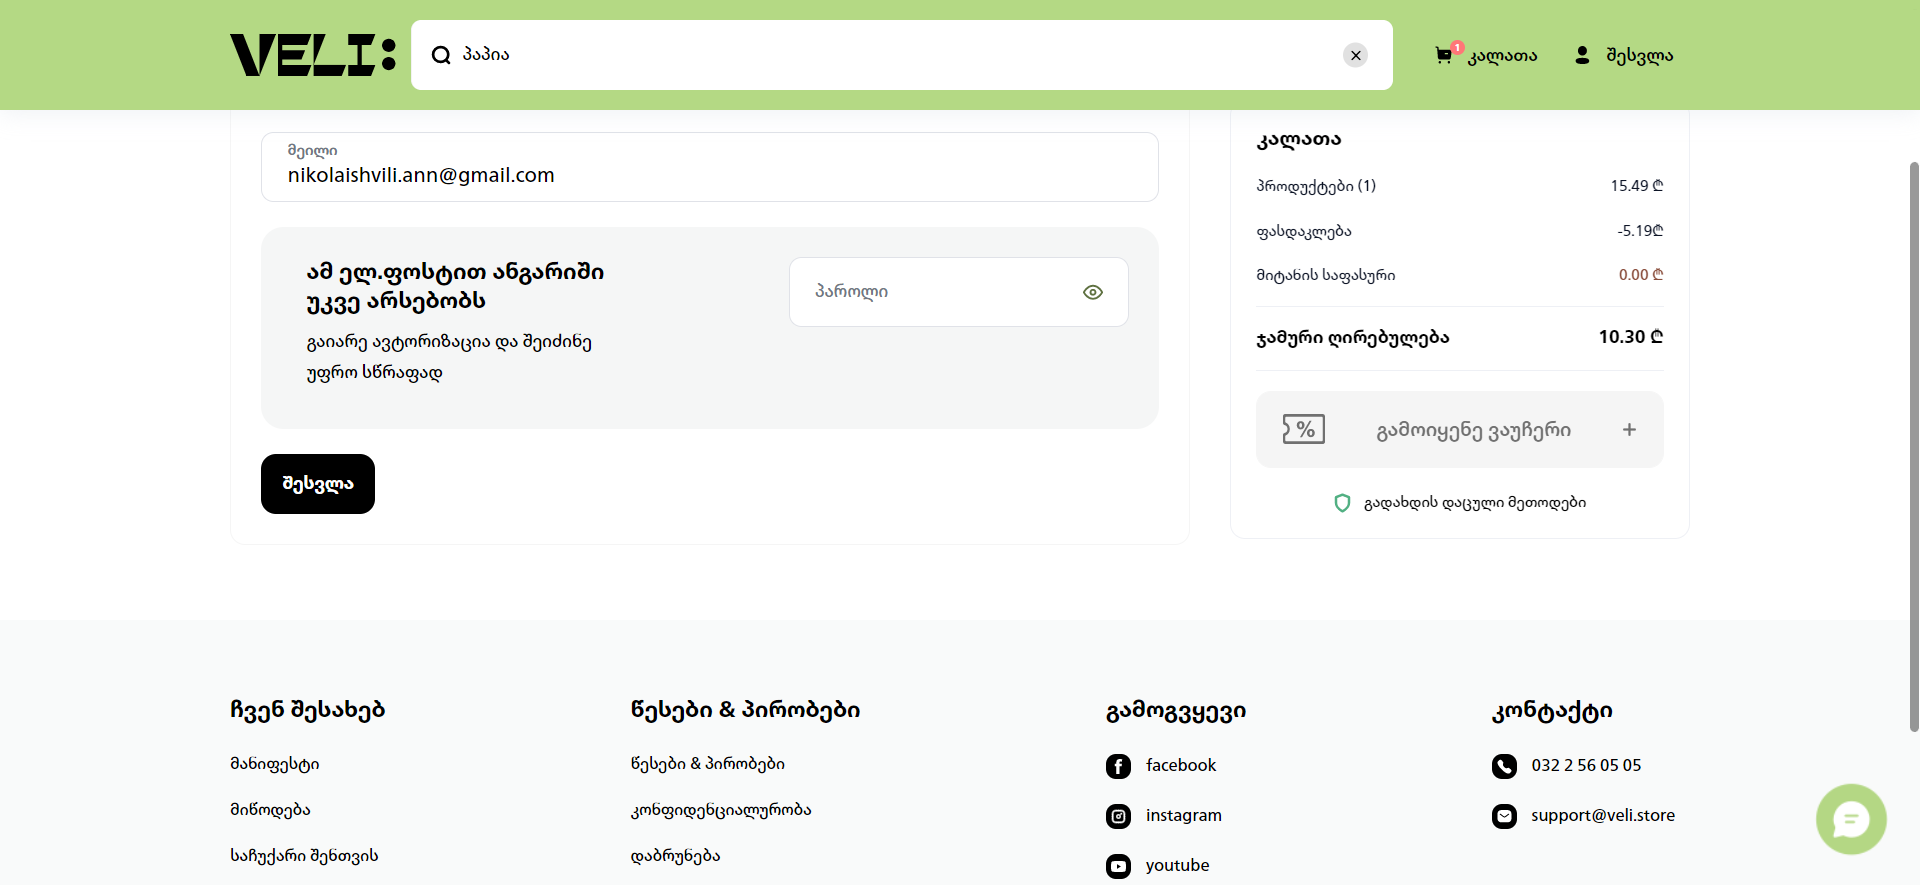 VELI:
პაპია
1
კალათა
შესვლა
მეილი
nikolaishvili.ann@gmail.com
ამ ელ.ფოსტით ანგარიში
უკვე არსებობს
გაიარე ავტორიზაცია და შეიძინე
უფრო სწრაფად
პაროლი
შესვლა
კალათა
პროდუქტები (1)
15.49 ₾
ფასდაკლება
-5.19₾
მიტანის საფასური
0.00 ₾
ჯამური ღირებულება
10.30 ₾
% გამოიყენე ვაუჩერი +
გადახდის დაცული მეთოდები
ჩვენ შესახებ
მანიფესტი
მიწოდება
საჩუქარი შენთვის
წესები & პირობები
წესები & პირობები
კონფიდენციალურობა
დაბრუნება
გამოგვყევი
facebook
instagram
youtube
კონტაქტი
032 2 56 05 05
support@veli.store